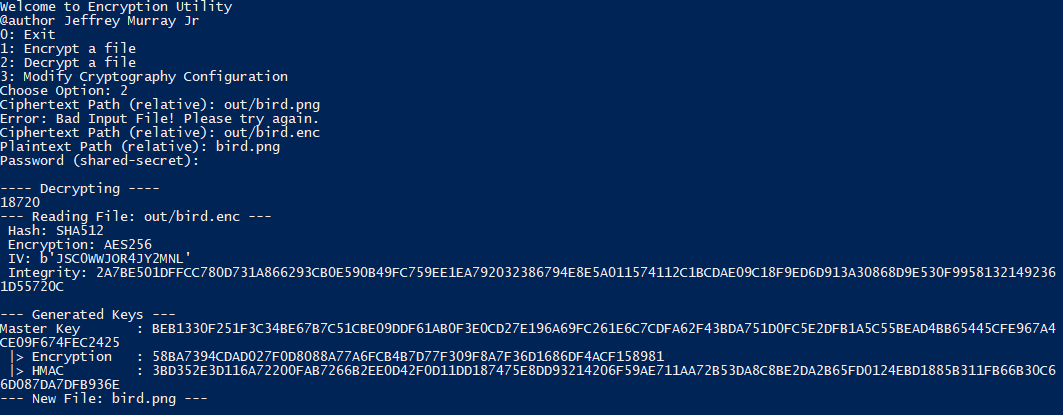 Welcome to Encryption Utility
@author Jeffrey Murray Jr
0: Exit
1: Encrypt a file
2: Decrypt a file
3: Modify Cryptography Configuration
Choose Option: 2
Ciphertext Path (relative): out/bird.png
Error: Bad Input File! Please try again.
Ciphertext Path (relative): out/bird.enc
Plaintext Path (relative): bird.png
Password (shared-secret):
---- Decrypting ----
18720
--- Reading File: out/bird.enc ---
Hash: SHA512
Encryption: AES256
IV: b'JSC0WWJOR4JY2MNL'
Integrity: 2A7BE501DFFCC780D731A866293CB0E590B49FC759EE1EA792032386794E8E5A011574112C1BCDAE09C18F9ED6D913A30868D9E530F9958132149236
1D55720C
--- Generated Keys ---
Master Key : BEB1330F251F3C34BE67B7C51CBE09DDF61AB0F3E0CD27E196A69FC261E6C7CDFA62F43BDA751D0FC5E2DFB1A5C55BEAD4BB65445CFE967A4
CE09F674FEC2425
|> Encryption : 58BA7394CDAD027F0D8088A77A6FCB4B7D77F309F8A7F36D1686DF4ACF158981
|> HMAC : 3BD352E3D116A72200FAB7266B2EE0D42F0D11DD187475E8DD93214206F59AE711AA72B53DA8C8BE2DA2B65FD0124EBD1885B311FB66B30C6
6D087DA7DFB936E
--- New File: bird.png ---